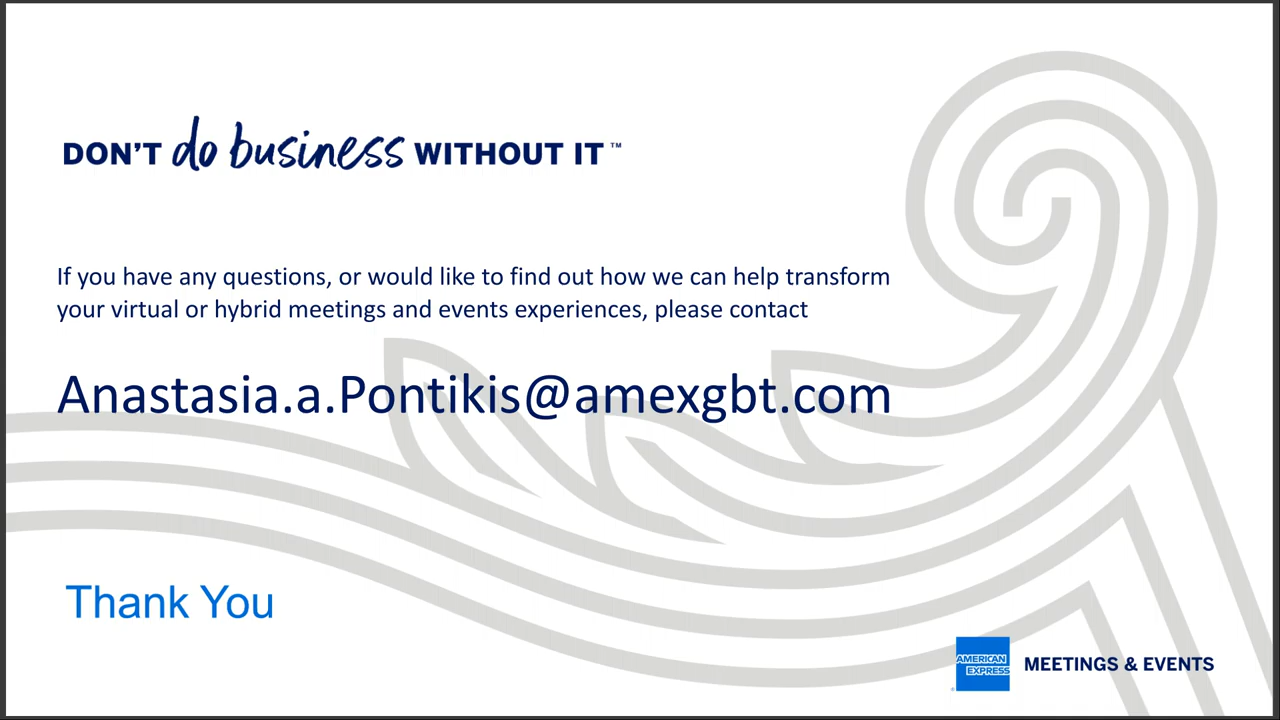 DON'T do business WITHOUT IT ™
If you have any questions, or would like to find out how we can help transform
your virtual or hybrid meetings and events experiences, please contact
Anastasia.a.Pontikis@amexgbt.com
Thank You
AMERICAN
EXPRESS
®
MEETINGS & EVENTS